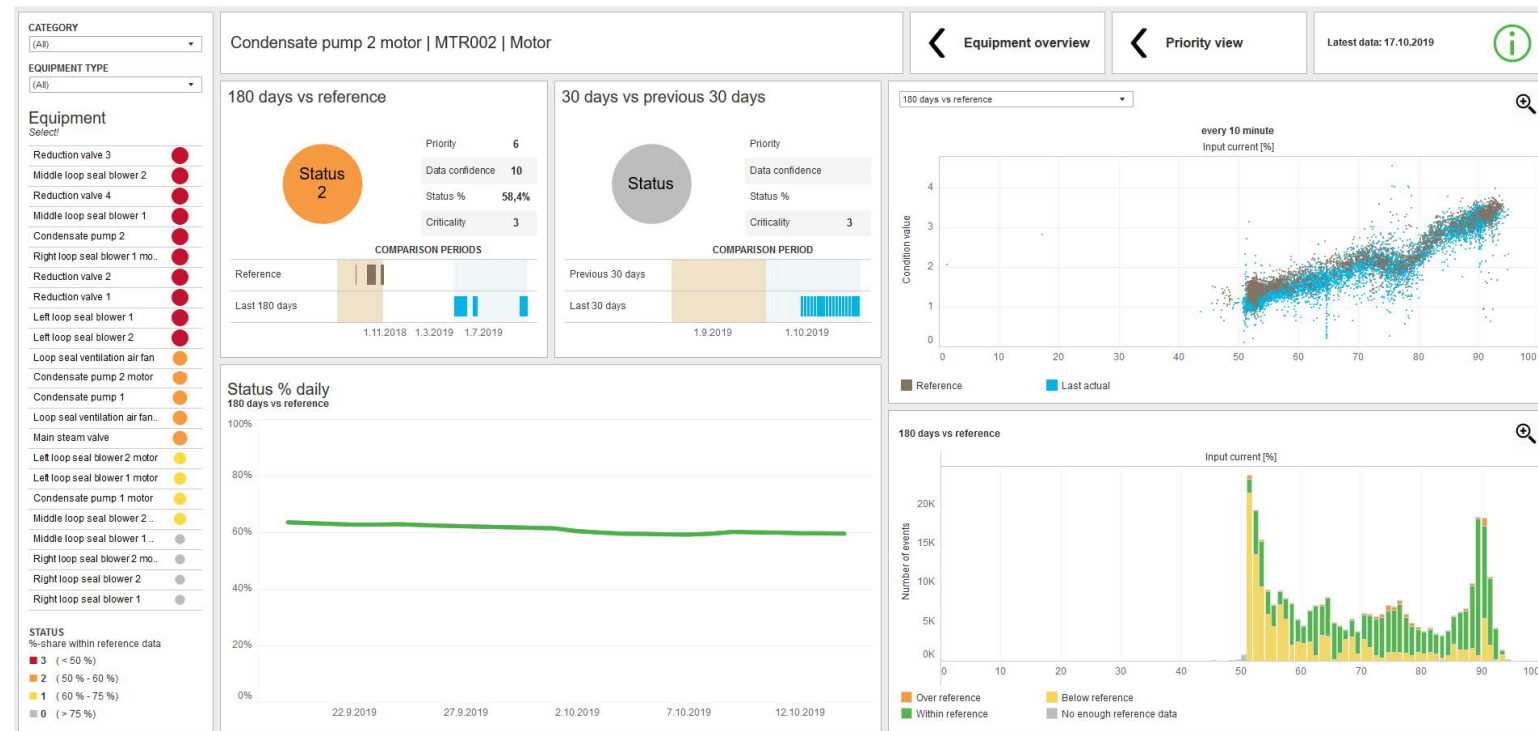 CATEGORY
(All)
EQUIPMENT TYPE
(All)
Equipment
Select!
Reduction valve 3
Middle loop seal blower 2
Reduction valve 4
Middle loop seal blower 1
Condensate pump 2
Right loop seal blower 1 mo..
Reduction valve 2
Reduction valve 1
Left loop seal blower 1
Left loop seal blower 2
Loop seal ventilation air fan
Condensate pump 2 motor
Condensate pump 1
Loop seal ventilation air fan..
Main steam valve
Left loop seal blower 2 motor
Left loop seal blower 1 motor
Condensate pump 1 motor
Middle loop seal blower 2 ..
Middle loop seal blower 1 ..
Right loop seal blower 2 mo..
Right loop seal blower 2
Right loop seal blower 1
STATUS
%-share within reference data
3 ( < 50 %)
2 ( 50 % - 60 %)
1 ( 60 % - 75 %)
0 ( > 75 %)
Condensate pump 2 motor | MTR002 | Motor
Equipment overview
Priority view
Latest data: 17.10.2019
i
180 days vs reference
Status
2
Priority 6
Data confidence 10
Status % 58,4%
Criticality 3
COMPARISON PERIODS
Reference
Last 180 days
1.11.2018 1.3.2019 1.7.2019
30 days vs previous 30 days
Status
Priority
Data confidence
Status %
Criticality 3
COMPARISON PERIOD
Previous 30 days
Last 30 days
1.9.2019 1.10.2019
Status % daily
180 days vs reference
100%
80%
60%
40%
20%
0%
22.9.2019 27.9.2019 2.10.2019 7.10.2019 12.10.2019
180 days vs reference
every 10 minute
Input current [%]
Condition value
4
3
2
1
0
0 10 20 30 40 50 60 70 80 90 100
Reference Last actual
180 days vs reference
Input current [%]
Number of events
20K
15K
10K
5K
0K
0 10 20 30 40 50 60 70 80 90 100
Over reference Below reference
Within reference No enough reference data